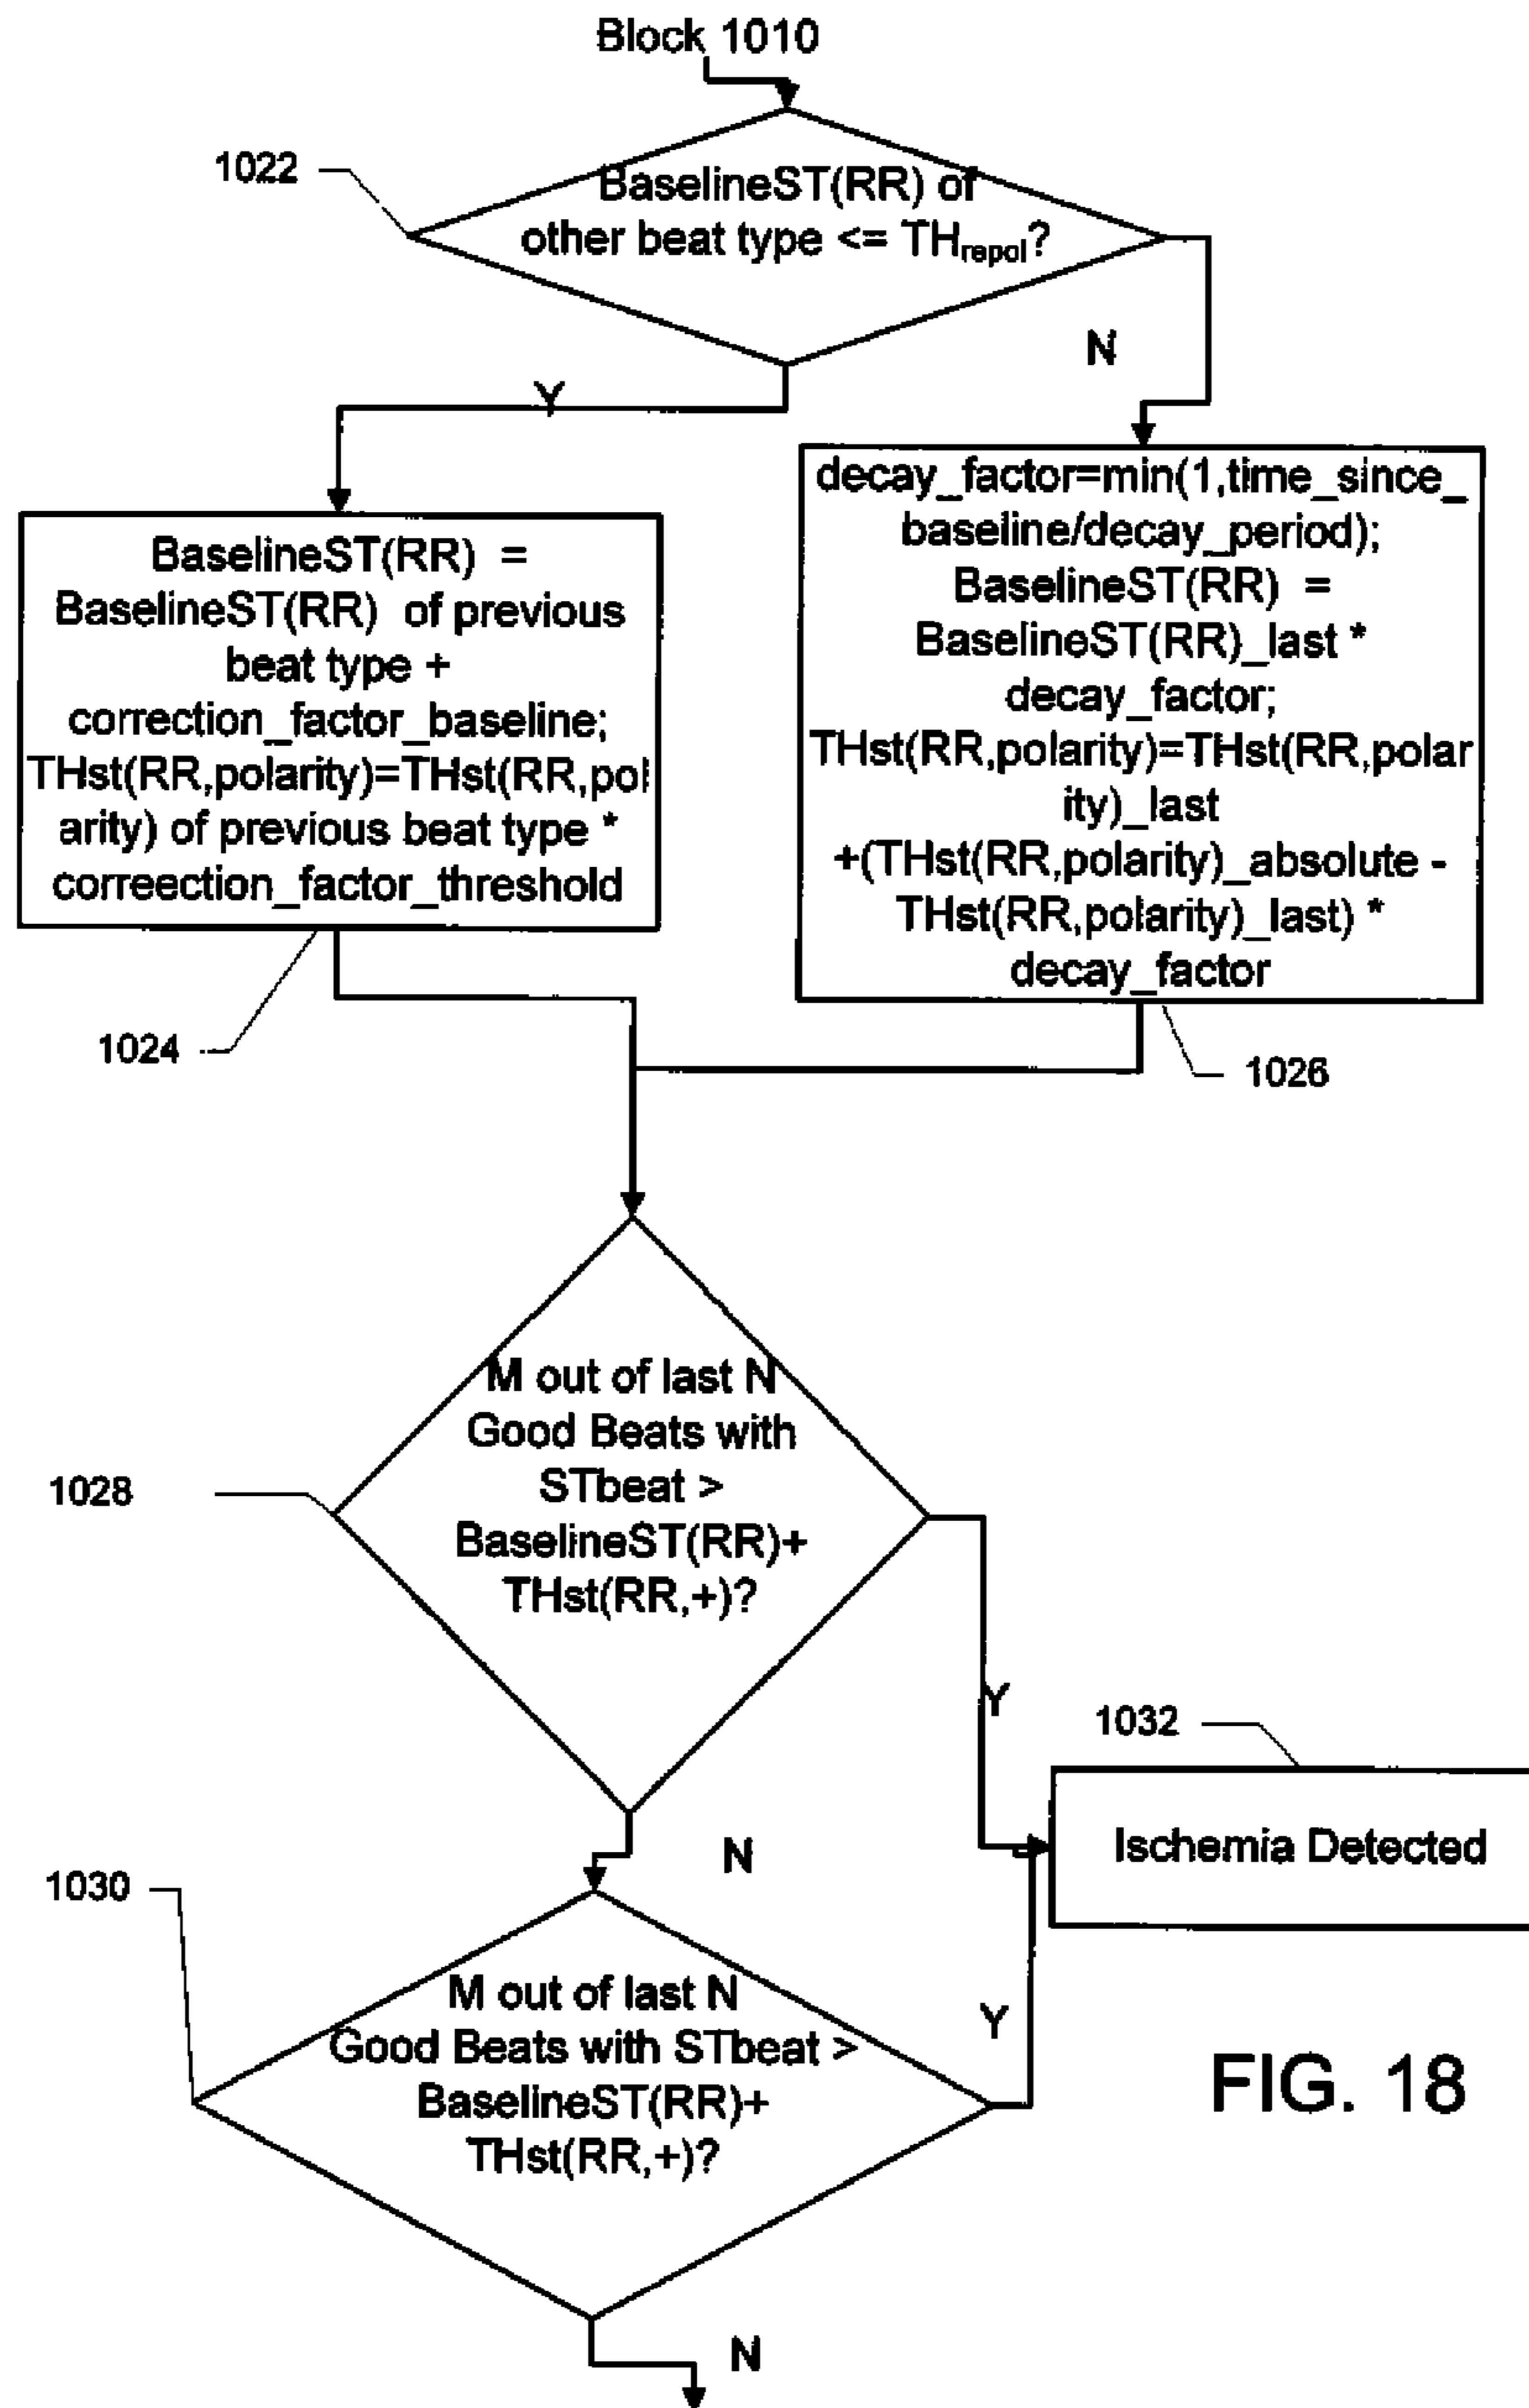 Block 1010
1022
BaselineST(RR) of
other beat type <= THrepol?
N
Y
decay_factor=min(1,time_since_
baseline/decay_period);
BaselineST(RR) =
BaselineST(RR)_last *
decay_factor;
THst(RR,polarity)=THst(RR,polar
ity)_last
+(THst(RR,polarity)_absolute -
THst(RR,polarity)_last) *
decay_factor
BaselineST(RR) =
BaselineST(RR) of previous
beat type +
correction_factor_baseline;
THst(RR,polarity)=THst(RR,pol
arity) of previous beat type *
correection_factor_threshold
1024
1026
M out of last N
Good Beats with
STbeat >
BaselineST(RR)+
THst(RR,+)?
1028
Y
1032
Ischemia Detected
N
1030
M out of last N
Good Beats with STbeat >
BaselineST(RR)+
THst(RR,+)?
Y
FIG. 18
N